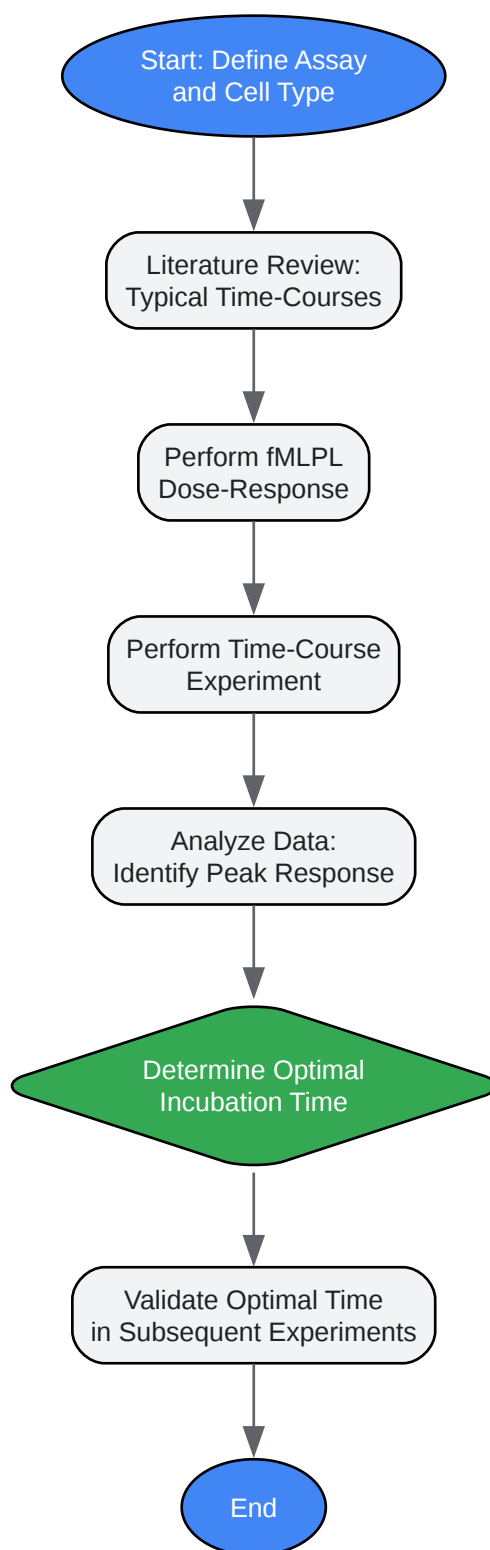 Start: Define Assay
and Cell Type
Literature Review:
Typical Time-Courses
Perform fMLPL
Dose-Response
Perform Time-Course
Experiment
Analyze Data:
Identify Peak Response
Determine Optimal
Incubation Time
Validate Optimal Time
in Subsequent Experiments
End